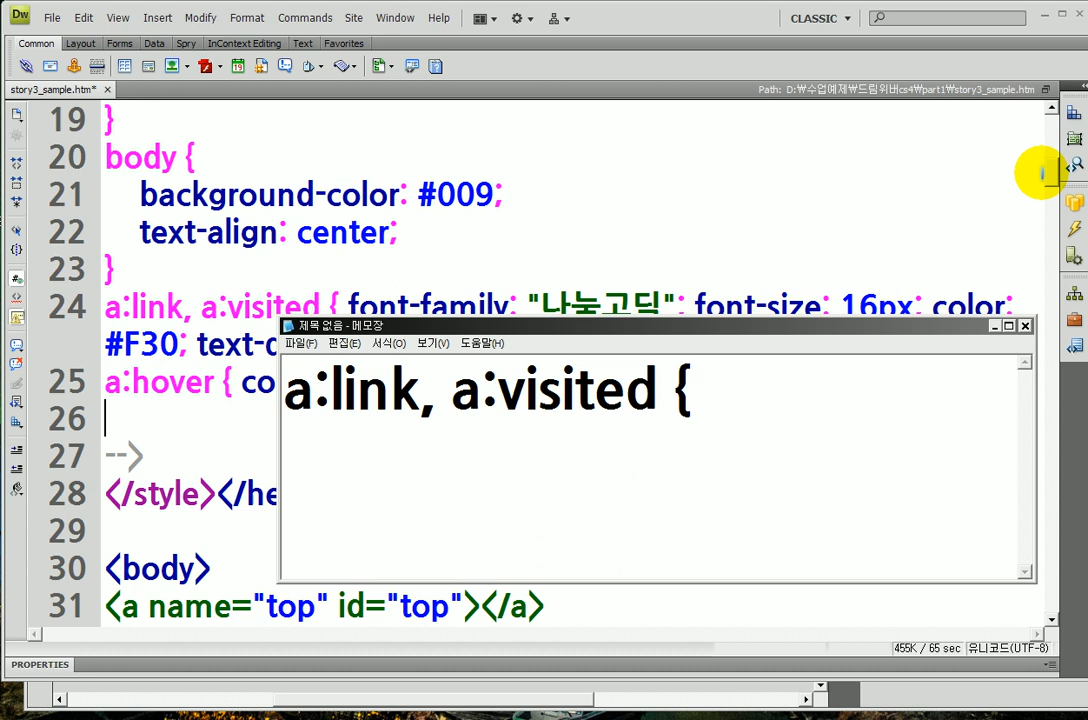 Dw File Edit View Insert Modify Format Commands Site Window Help CLASSIC
Common Layout Forms Data Spry InContext Editing Text Favorites
story3_sample.htm* Path: D:₩수업예제₩드림위버cs4₩part1₩story3_sample.htm
19 }
20 body {
21 background-color: #009;
22 text-align: center;
23 }
24 a:link, a:visited { font-family: "나눔고딕"; font-size: 16px; color:
#F30;
제목 없음 - 메모장
파일(F) 편집(E) 서식(O) 보기(V) 도움말(H)
a:link, a:visited {
25 a:hover {
26
27 -->
28 </style></he
29
30 <body>
31 <a name="top" id="top"></a>
455K / 65 sec 유니코드(UTF-8)
PROPERTIES